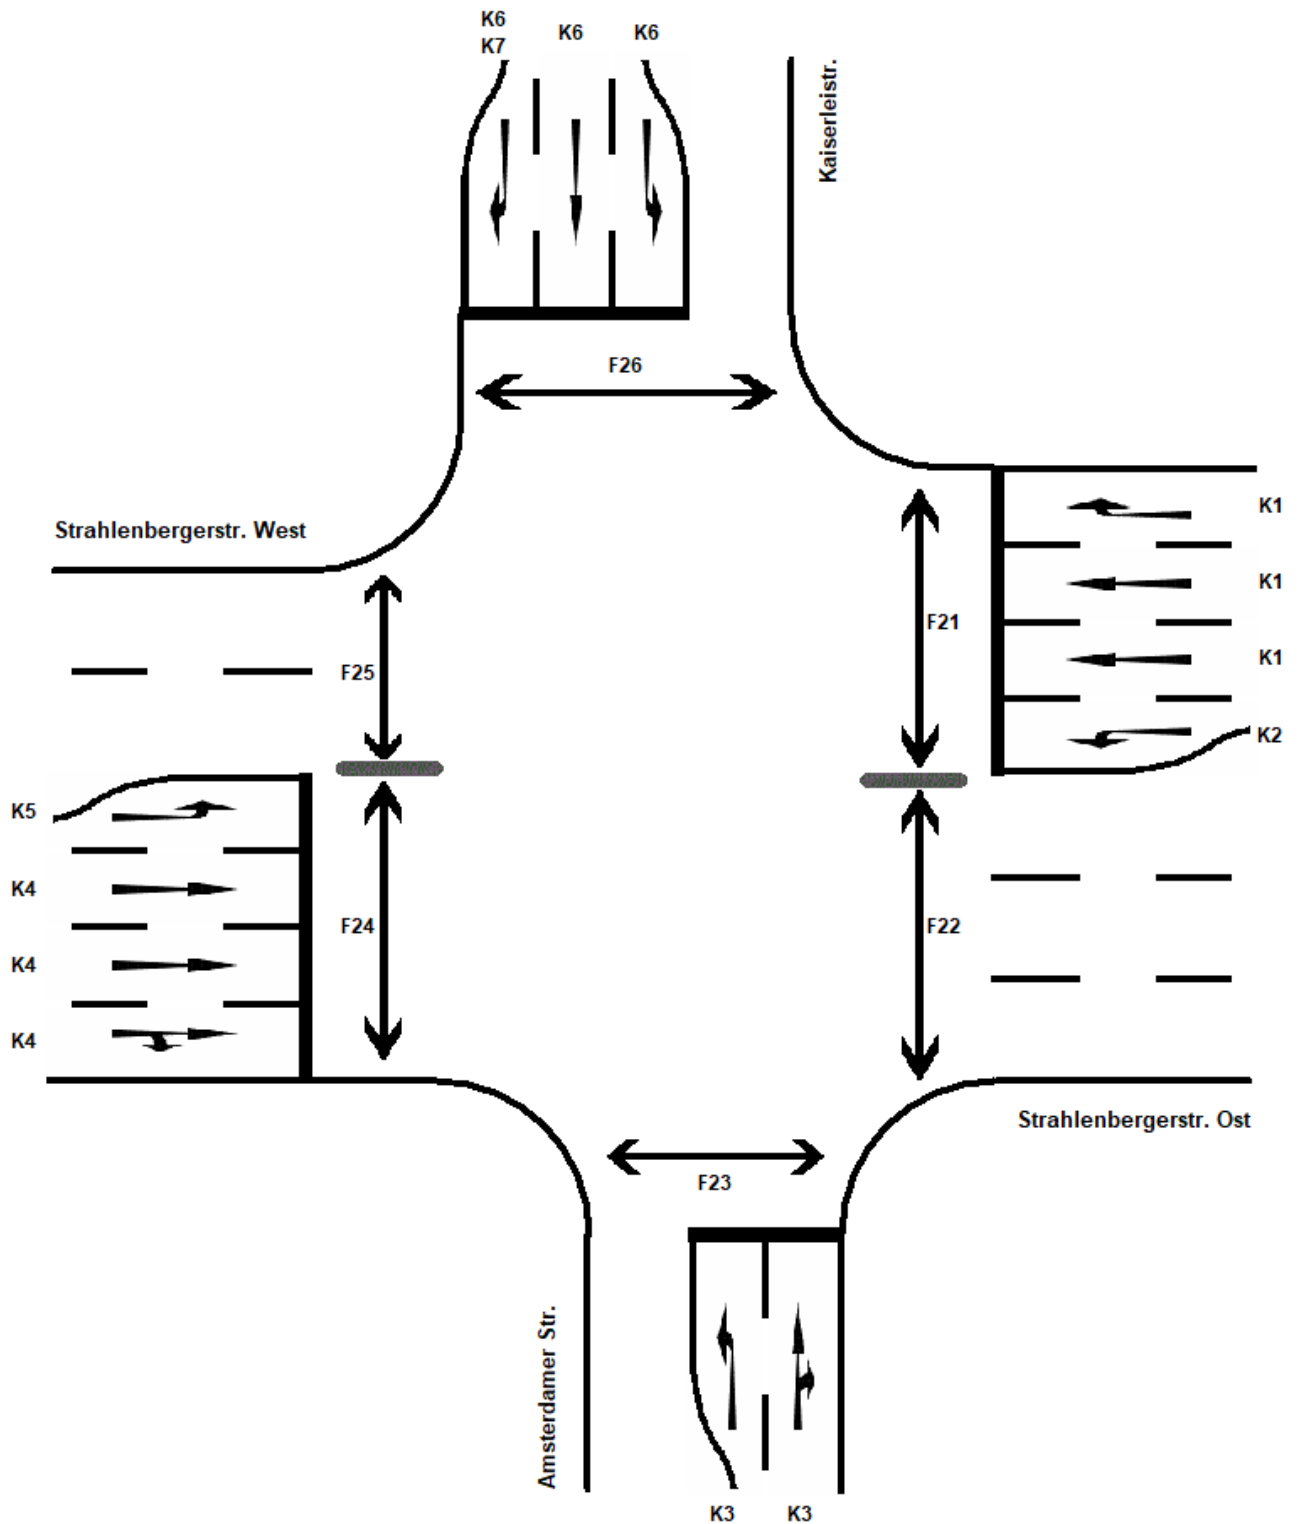 K6
K7
K6
K6
Kaiserleistr.
F26
Strahlenbergerstr. West
K1
K1
K1
K2
F21
F25
K5
K4
K4
K4
F24
F22
Strahlenbergerstr. Ost
F23
Amsterdamer Str.
K3
K3